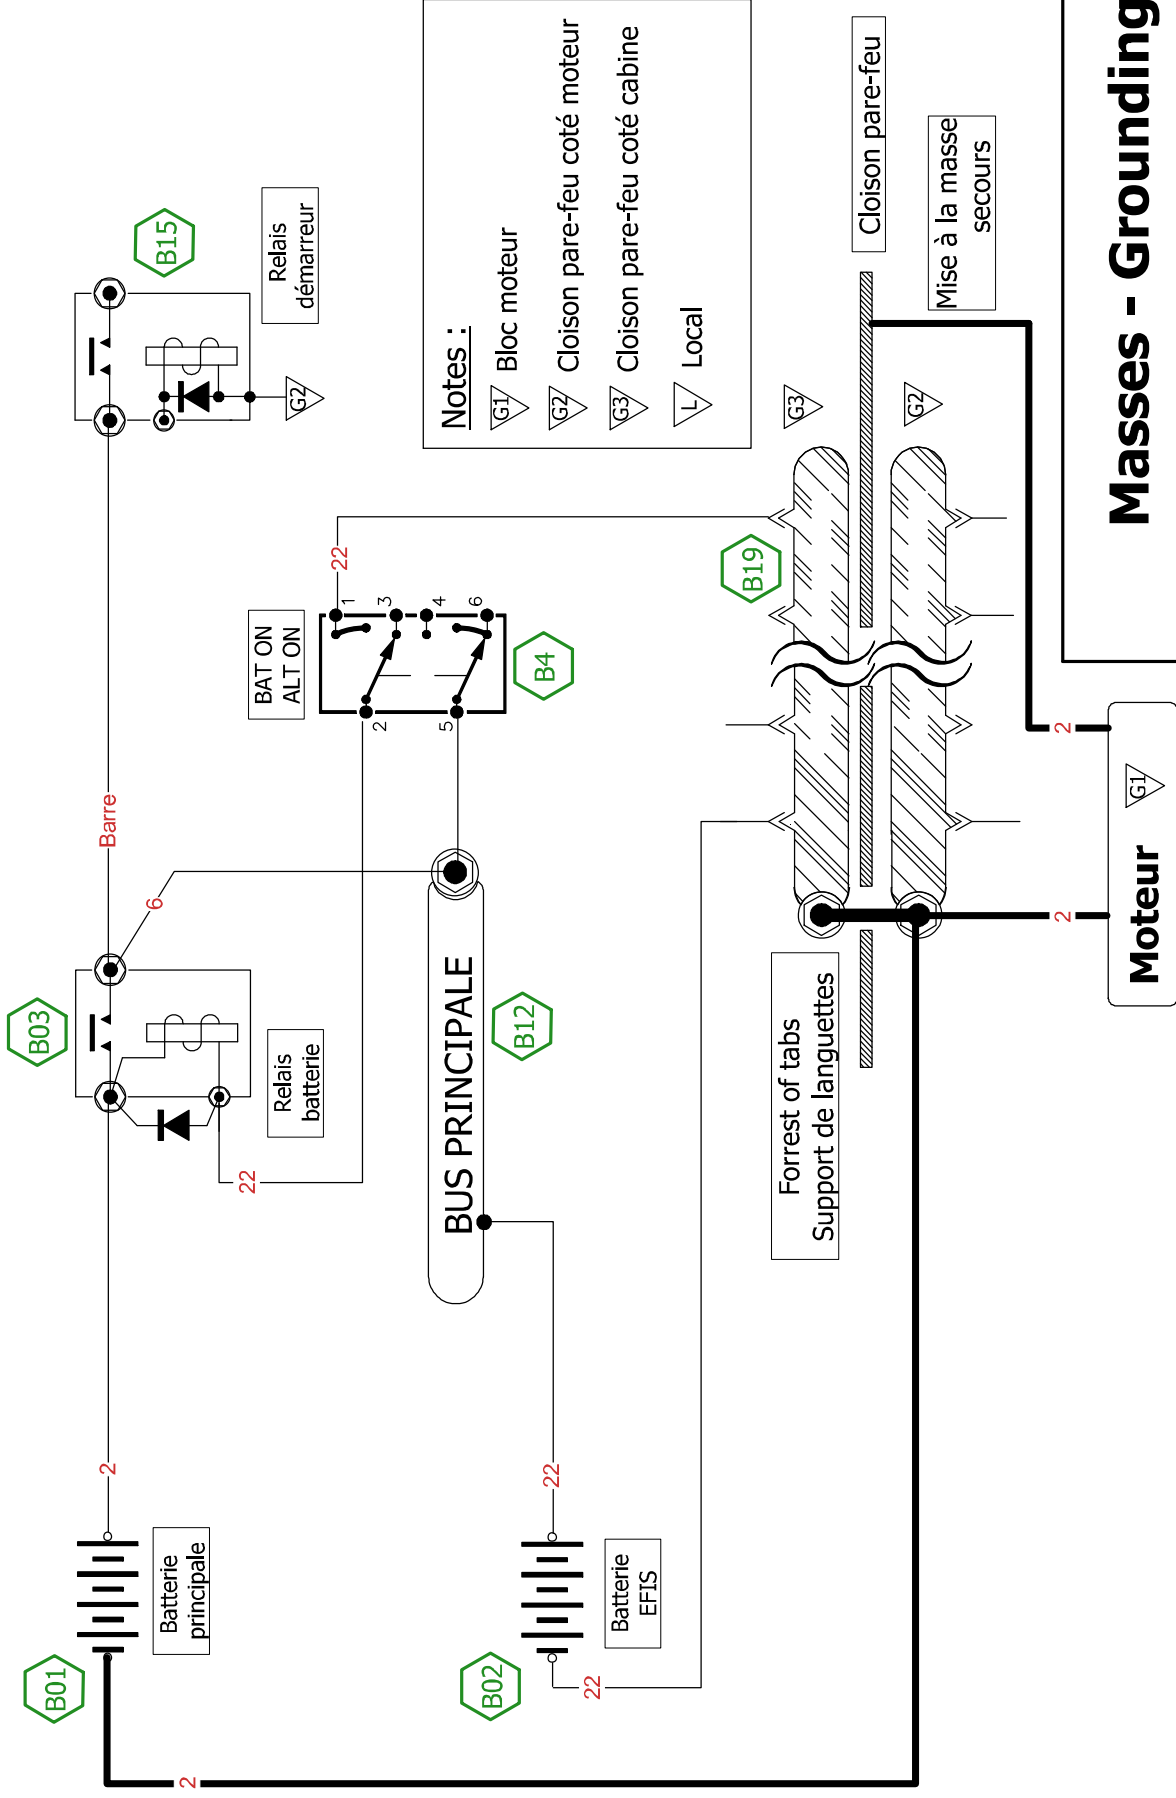 B01
2
Batterie
principale
2
B03
Relais
batterie
22
6
Barre
B15
Relais
démarreur
G2
BAT ON
ALT ON
22
1
3
4
6
2
5
B4
BUS PRINCIPALE
B12
B02
Batterie
EFIS
22
22
Notes :
G1 Bloc moteur
G2 Cloison pare-feu coté moteur
G3 Cloison pare-feu coté cabine
L Local
B19
G3
G2
Cloison pare-feu
Mise à la masse
secours
Forrest of tabs
Support de languettes
2
2
Moteur
G1
Masses - Grounding